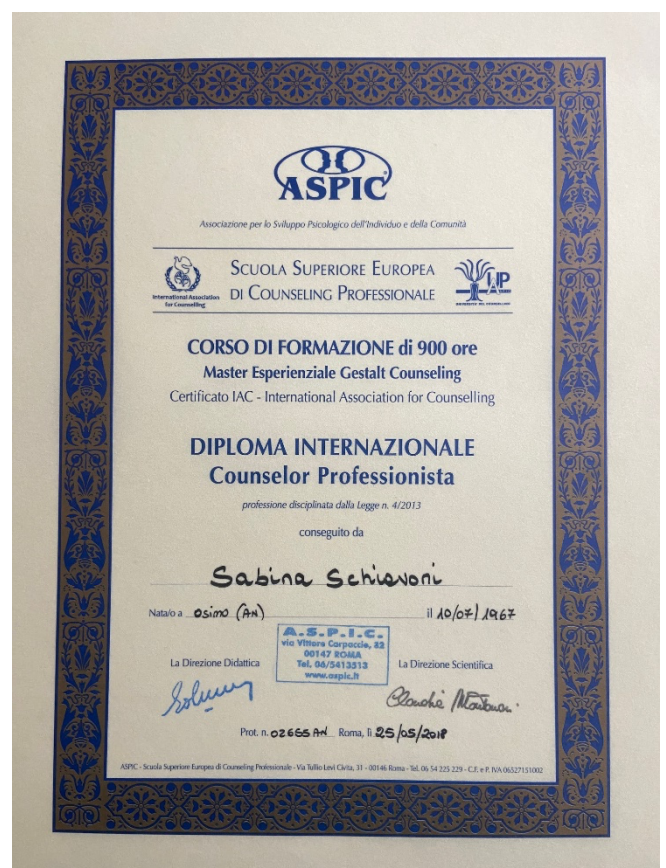 ASPIC
Associazione per lo Sviluppo Psicologico dell'Individuo e della Comunità
International Association
for Counselling
SCUOLA SUPERIORE EUROPEA
DI COUNSELING PROFESSIONALE
UNIVERSITÀ DEL COUNSELLING
CORSO DI FORMAZIONE di 900 ore
Master Esperienziale Gestalt Counseling
Certificato IAC - International Association for Counselling
DIPLOMA INTERNAZIONALE
Counselor Professionista
professione disciplinata dalla Legge n. 4/2013
conseguito da
Sabina Schiavoni
Nata/o a Osimo (AN) il 10/07/1967
A.S.P.I.C.
via Vittore Carpaccio, 32
00147 ROMA
Tel. 06/5413513
www.aspic.it
La Direzione Didattica
La Direzione Scientifica
Prot. n. 02655AN Roma, lì 25/05/2018
ASPIC - Scuola Superiore Europea di Counseling Professionale - Via Tullio Levi Civita, 31 - 00146 Roma - Tel. 06 54 225 229 - C.F. e P. IVA 06527151002